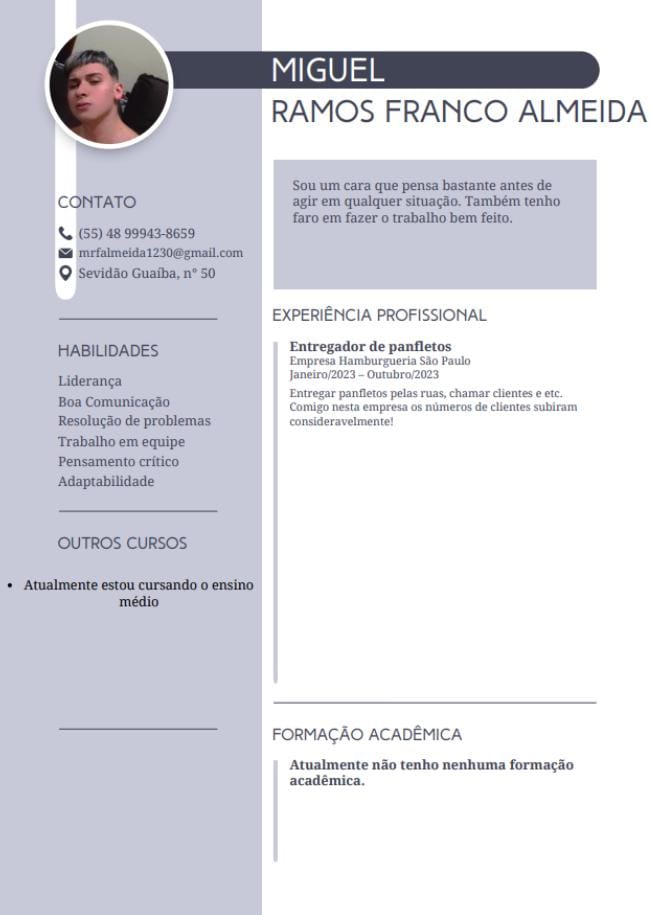 MIGUEL
RAMOS FRANCO ALMEIDA
CONTATO
(55) 48 99943-8659
mrfalmeida1230@gmail.com
Sevidão Guaíba, n° 50
HABILIDADES
Liderança
Boa Comunicação
Resolução de problemas
Trabalho em equipe
Pensamento crítico
Adaptabilidade
OUTROS CURSOS
• Atualmente estou cursando o ensino
médio
Sou um cara que pensa bastante antes de
agir em qualquer situação. Também tenho
faro em fazer o trabalho bem feito.
EXPERIÊNCIA PROFISSIONAL
Entregador de panfletos
Empresa Hamburgueria São Paulo
Janeiro/2023 – Outubro/2023
Entregar panfletos pelas ruas, chamar clientes e etc.
Comigo nesta empresa os números de clientes subiram
consideravelmente!
FORMAÇÃO ACADÊMICA
Atualmente não tenho nenhuma formação
acadêmica.